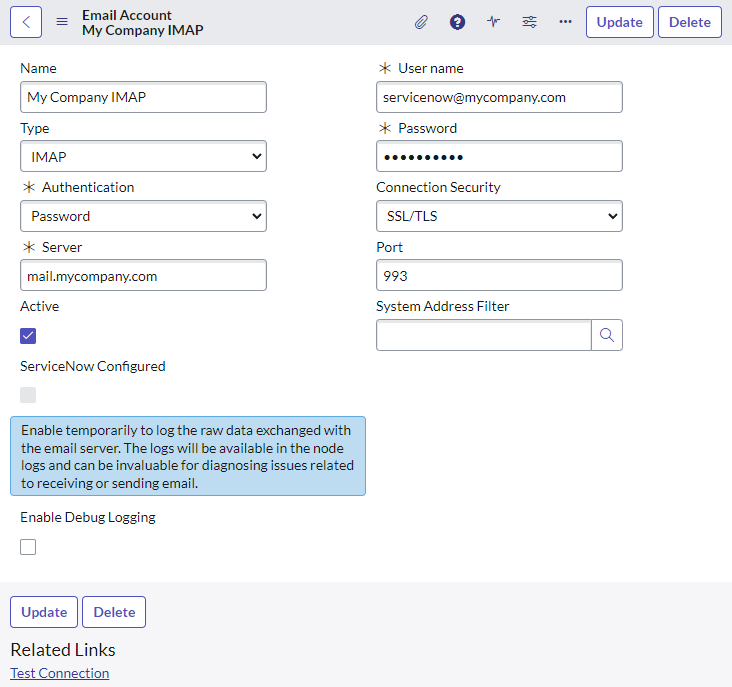 Email Account
My Company IMAP
Update
Delete
Name
My Company IMAP
Type
IMAP
Authentication
Password
Server
mail.mycompany.com
Active
ServiceNow Configured
User name
servicenow@mycompany.com
Password
••••••••••
Connection Security
SSL/TLS
Port
993
System Address Filter
Enable temporarily to log the raw data exchanged with
the email server. The logs will be available in the node
logs and can be invaluable for diagnosing issues related
to receiving or sending email.
Enable Debug Logging
Update
Delete
Related Links
Test Connection